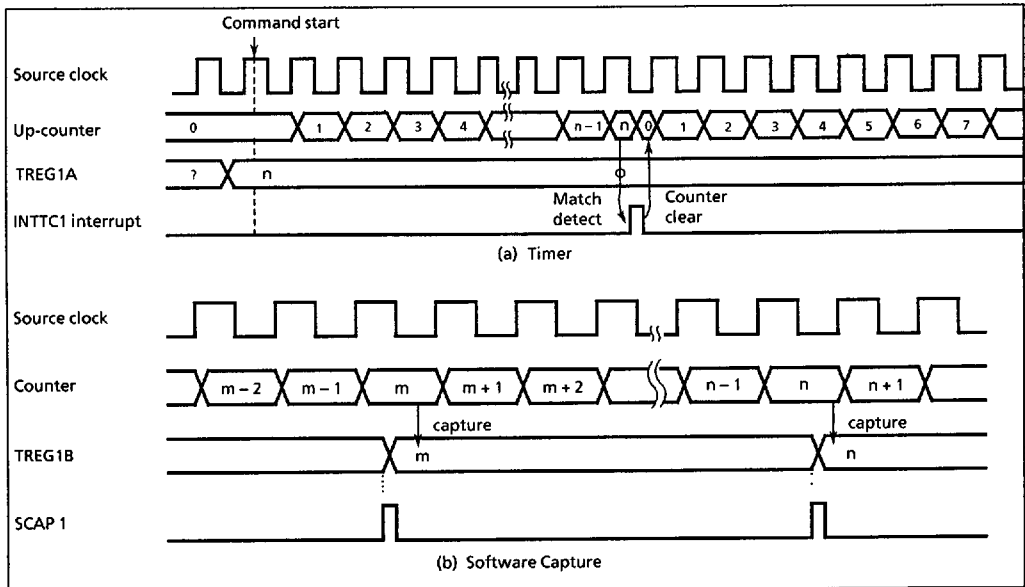 Command start
Source clock
Up-counter 0 1 2 3 4 n – 1 n 0 1 2 3 4 5 6 7
TREG1A ? n
Match detect
Counter clear
INTTC1 interrupt
(a) Timer
Source clock
Counter m – 2 m – 1 m m + 1 m + 2 n – 1 n n + 1
capture capture
TREG1B m n
SCAP 1
(b) Software Capture